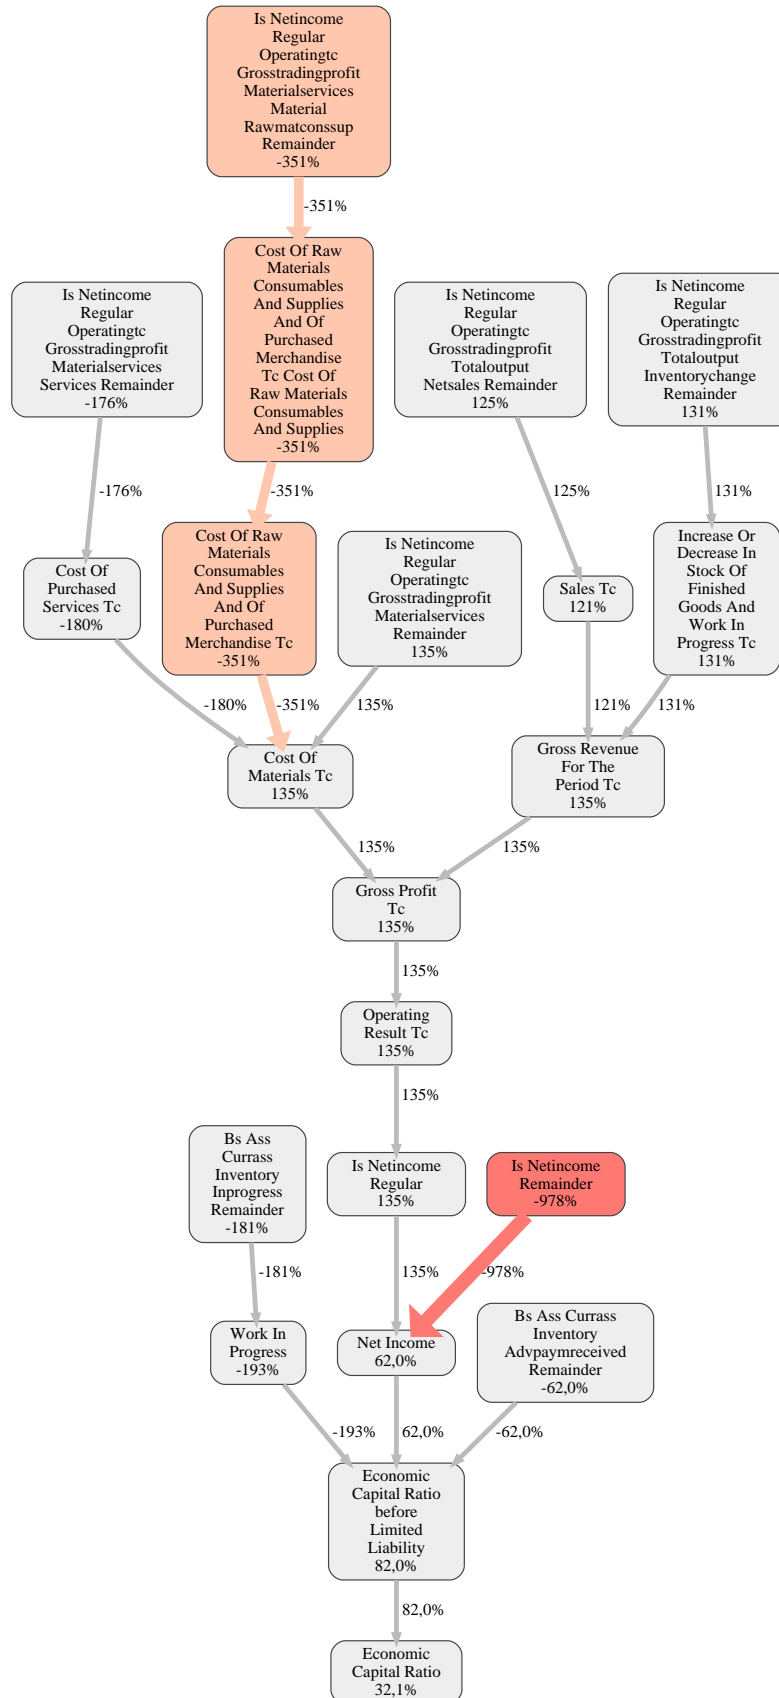 Is Netincome
Regular
Operatingtc
Grosstradingprofit
Materialservices
Material
Rawmatconssup
Remainder
-351%
-351%
Cost Of Raw
Materials
Consumables
And Supplies
And Of
Purchased
Merchandise
Tc Cost Of
Raw Materials
Consumables
And Supplies
-351%
Is Netincome
Regular
Operatingtc
Grosstradingprofit
Materialservices
Services Remainder
-176%
Is Netincome
Regular
Operatingtc
Grosstradingprofit
Totaloutput
Netsales Remainder
125%
Is Netincome
Regular
Operatingtc
Grosstradingprofit
Totaloutput
Inventorychange
Remainder
131%
-176%
-351%
125%
131%
Cost Of
Purchased
Services Tc
-180%
Cost Of Raw
Materials
Consumables
And Supplies
And Of
Purchased
Merchandise Tc
-351%
Is Netincome
Regular
Operatingtc
Grosstradingprofit
Materialservices
Remainder
135%
Sales Tc
121%
Increase Or
Decrease In
Stock Of
Finished
Goods And
Work In
Progress Tc
131%
-180%
-351%
135%
121%
131%
Cost Of
Materials Tc
135%
Gross Revenue
For The
Period Tc
135%
135%
135%
Gross Profit
Tc
135%
135%
Operating
Result Tc
135%
135%
Bs Ass
Currass
Inventory
Inprogress
Remainder
-181%
Is Netincome
Regular
135%
Is Netincome
Remainder
-978%
-181%
135%
-978%
Work In
Progress
-193%
Net Income
62,0%
Bs Ass Currass
Inventory
Advpaymreceived
Remainder
-62,0%
-193%
62,0%
-62,0%
Economic
Capital Ratio
before
Limited
Liability
82,0%
82,0%
Economic
Capital Ratio
32,1%